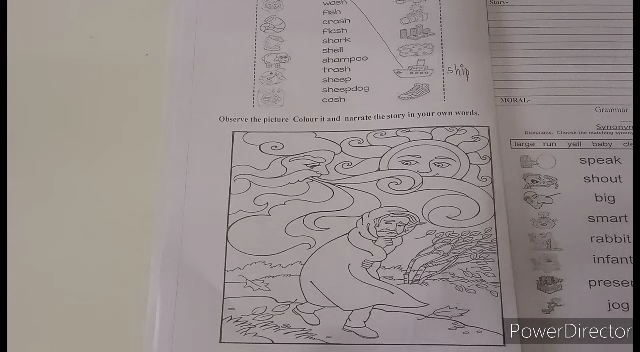 wash
fish
crash
flash
shark
shell
shampoo
trash
sheep
sheepdog
cash
ship
Observe the picture Colour it and narrate the story in your own words.
Story-
MORAL-
Grammar
large run yell baby
speak
shout
big
smart
rabbit
infant
jog
PowerDirector